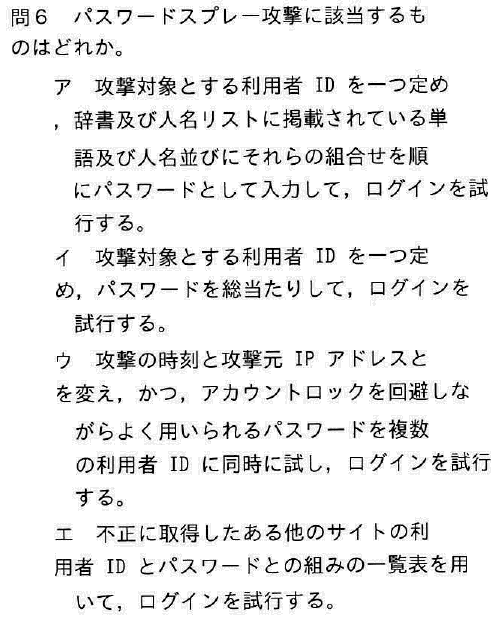 問６　パスワードスプレー攻撃に該当するも
のはどれか。
ア　攻撃対象とする利用者 ID を一つ定め
，辞書及び人名リストに掲載されている単
語及び人名並びにそれらの組合せを順
にパスワードとして入力して，ログインを試
行する。
イ　攻撃対象とする利用者 ID を一つ定
め，パスワードを総当たりして，ログインを
試行する。
ウ　攻撃の時刻と攻撃元 IP アドレスと
を変え，かつ，アカウントロックを回避しな
がらよく用いられるパスワードを複数
の利用者 ID に同時に試し，ログインを試行
する。
エ　不正に取得したある他のサイトの利
用者 ID とパスワードとの組みの一覧表を用
いて，ログインを試行する。